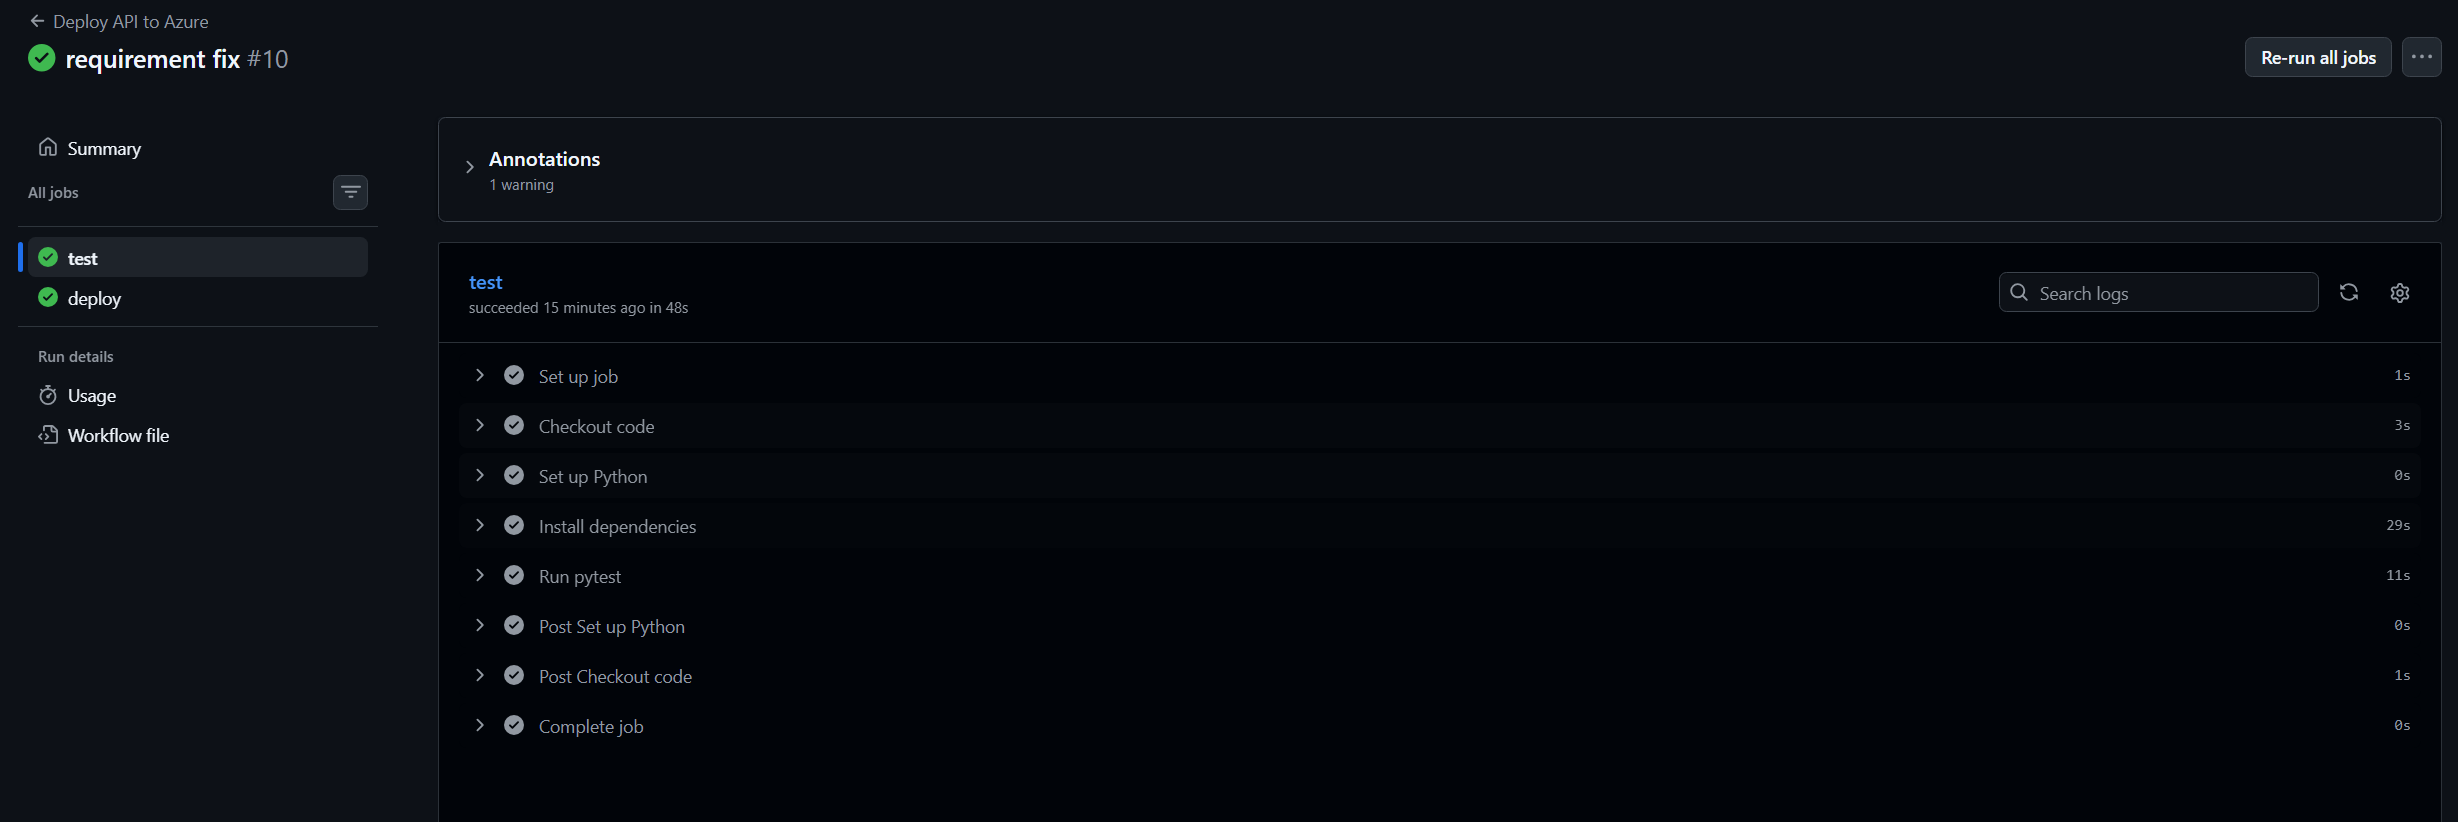 Deploy API to Azure
requirement fix #10
Re-run all jobs
Summary
All jobs
test
deploy
Run details
Usage
Workflow file
Annotations
1 warning
test
succeeded 15 minutes ago in 48s
Search logs
Set up job 1s
Checkout code 3s
Set up Python 0s
Install dependencies 29s
Run pytest 11s
Post Set up Python 0s
Post Checkout code 1s
Complete job 0s